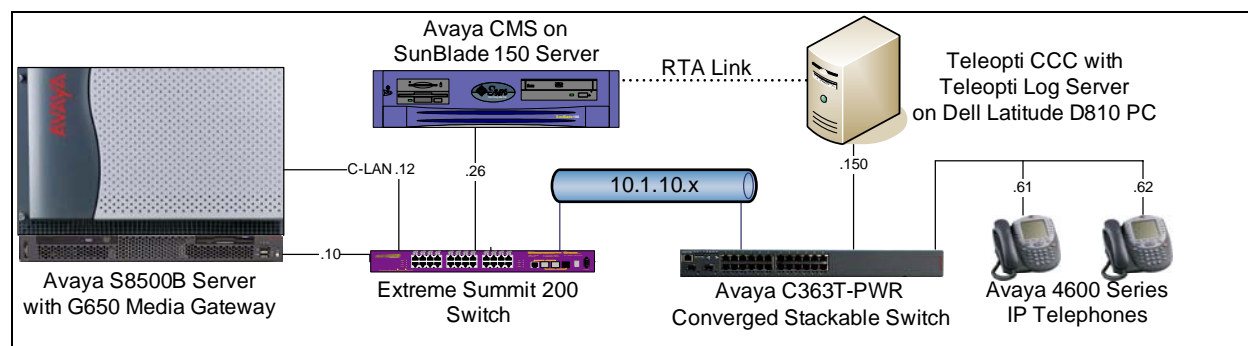 Avaya CMS on
SunBlade 150 Server
RTA Link
Teleopti CCC with
Teleopti Log Server
on Dell Latitude D810 PC
AVAYA
Sun
C-LAN .12
.26
10.1.10.x
.150
.61
.62
.10
Avaya S8500B Server
with G650 Media Gateway
Extreme Summit 200
Switch
Avaya C363T-PWR
Converged Stackable Switch
Avaya 4600 Series
IP Telephones